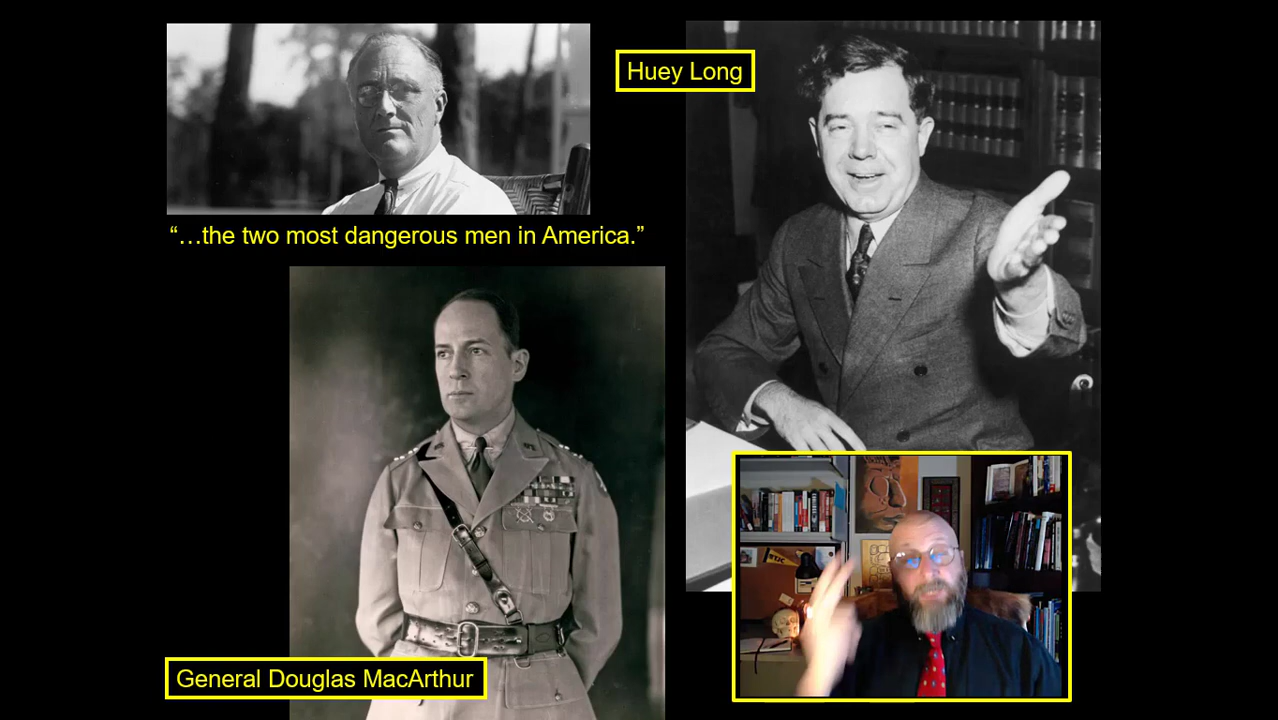 Huey Long
“…the two most dangerous men in America.”
General Douglas MacArthur